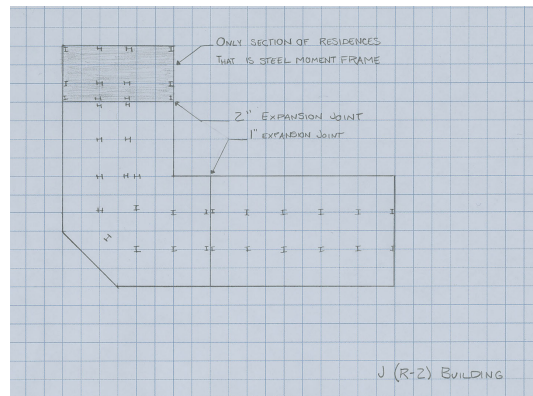 ONLY SECTION OF RESIDENCES
THAT IS STEEL MOMENT FRAME
2" EXPANSION JOINT
1" EXPANSION JOINT
J (R-2) BUILDING